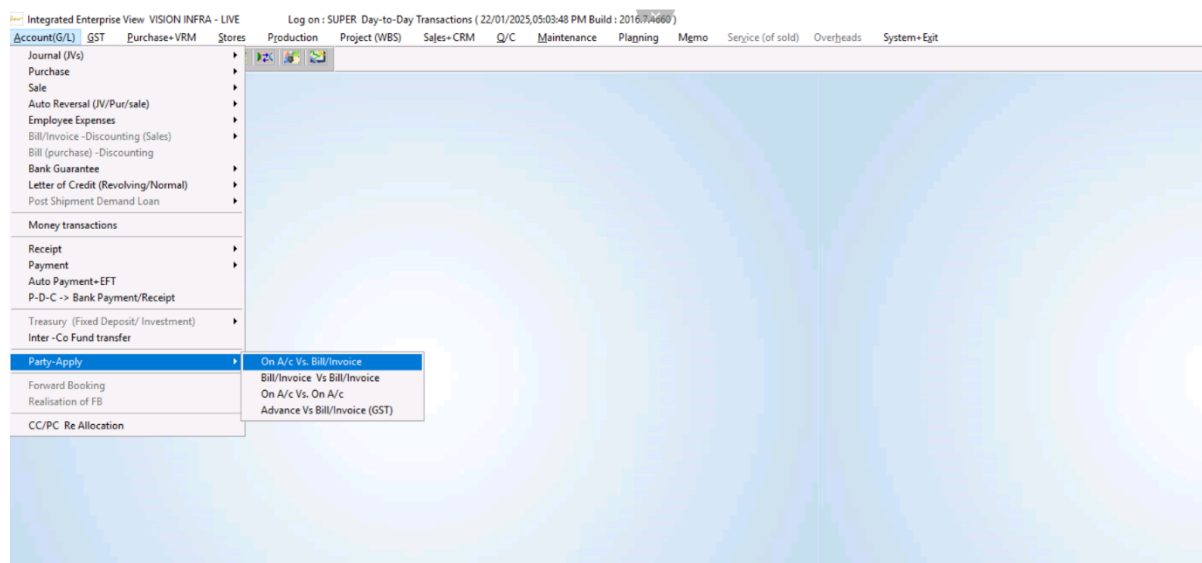 Integrated Enterprise View VISION INFRA - LIVE Log on : SUPER Day-to-Day Transactions ( 22/01/2025,05:03:48 PM Build : 2016.7.4660 )
Account(G/L) GST Purchase+VRM Stores Production Project (WBS) Sales+CRM Q/C Maintenance Planning Memo Service (of sold) Overheads System+Exit
Journal (JVs)
Purchase
Sale
Auto Reversal (JV/Pur/sale)
Employee Expenses
Bill/Invoice -Discounting (Sales)
Bill (purchase) -Discounting
Bank Guarantee
Letter of Credit (Revolving/Normal)
Post Shipment Demand Loan
Money transactions
Receipt
Payment
Auto Payment+EFT
P-D-C -> Bank Payment/Receipt
Treasury (Fixed Deposit/ Investment)
Inter -Co Fund transfer
Party-Apply On A/c Vs. Bill/Invoice
Bill/Invoice Vs Bill/Invoice
Forward Booking On A/c Vs. On A/c
Realisation of FB Advance Vs Bill/Invoice (GST)
CC/PC Re Allocation